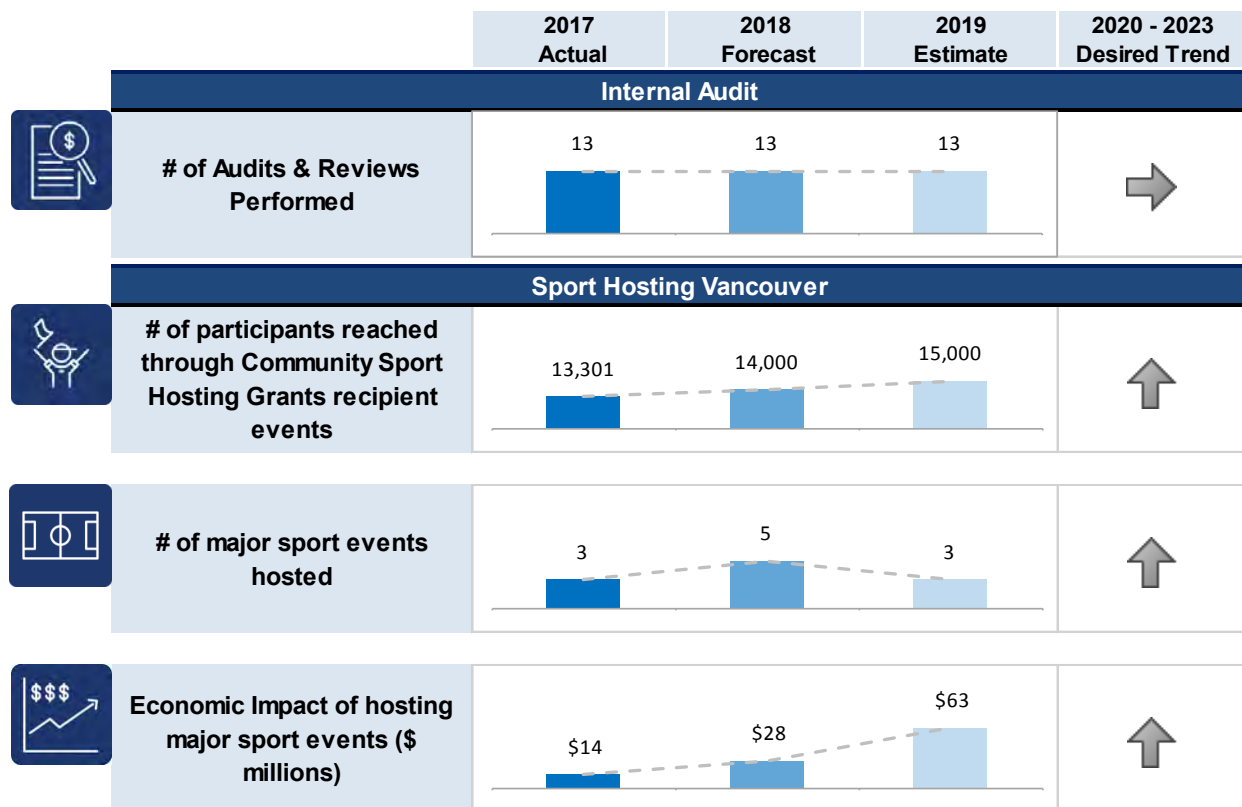 2017 2018 2019 2020 - 2023
Actual Forecast Estimate Desired Trend
Internal Audit
$
# of Audits & Reviews
Performed
13 13 13
Sport Hosting Vancouver
# of participants reached
through Community Sport
Hosting Grants recipient
events
13,301 14,000 15,000
# of major sport events
hosted
3 5 3
$$$
Economic Impact of hosting
major sport events ($
millions)
$14 $28 $63